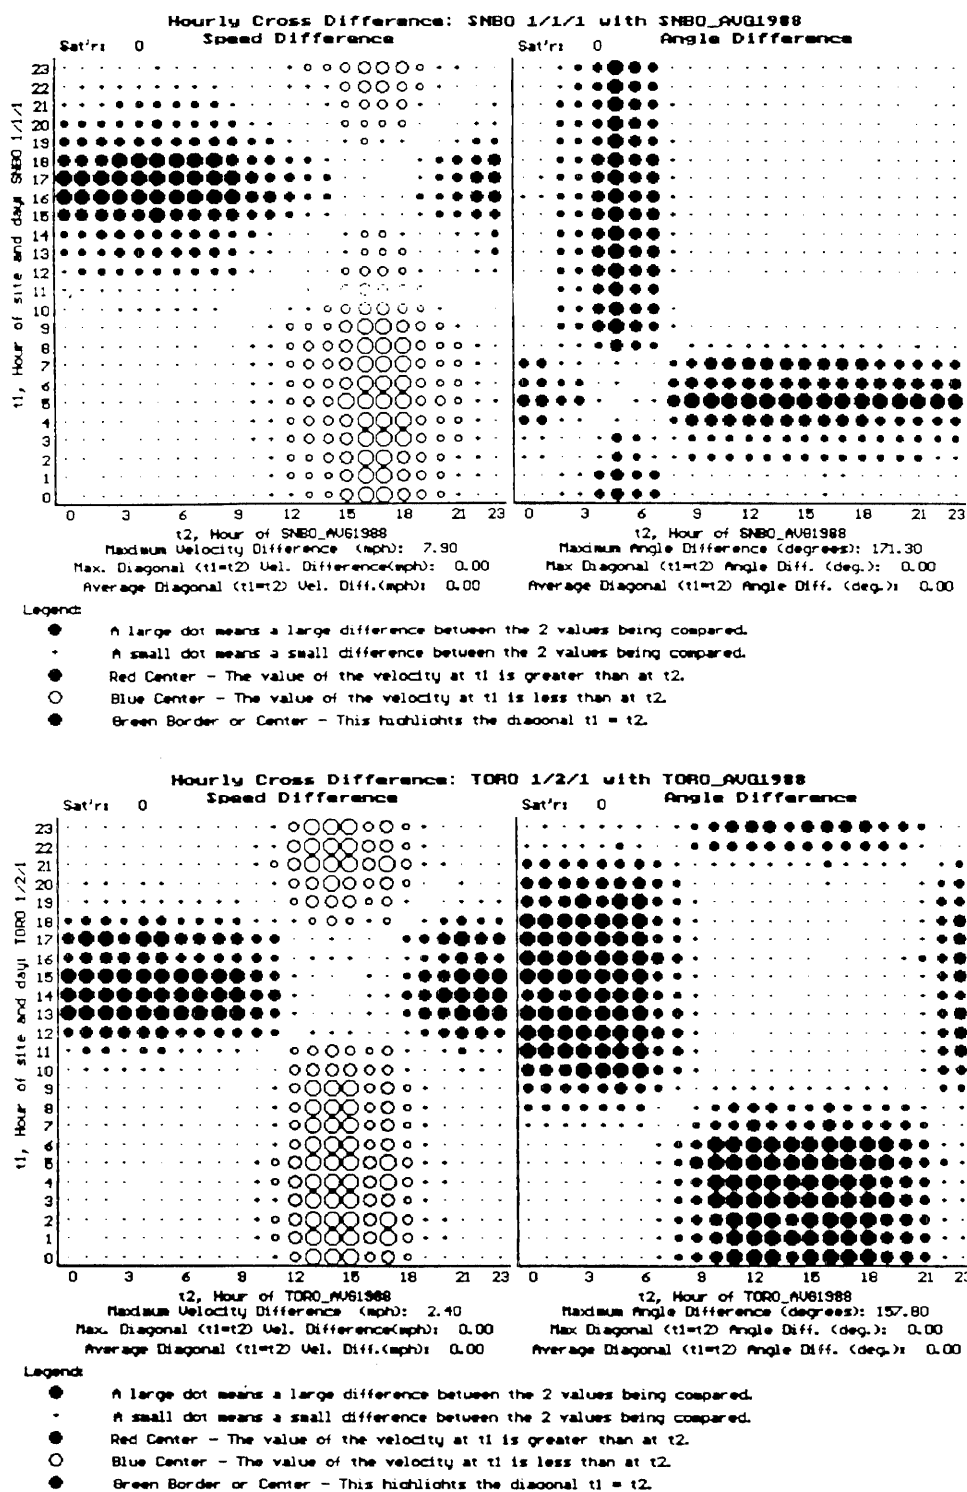 Hourly Cross Difference: SNBO 1/1/1 with SNBO_AVG1988
Sat'r: 0 Speed Difference 0 Angle Difference
23
22
21
20
19
18
17
16
15
14
13
12
11
10
9
8
7
6
5
4
3
2
1
0
t1, Hour of site and day: SNBO 1/1/1
0 3 6 9 12 15 18 21 23 0 3 6 9 12 15 18 21 23
t2, Hour of SNBO_AVG1988 t2, Hour of SNBO_AVG1988
Maximum Velocity Difference (mph): 7.90 Maximum Angle Difference (degrees): 171.30
Max. Diagonal (t1=t2) Vel. Difference(mph): 0.00 Max Diagonal (t1=t2) Angle Diff. (deg.): 0.00
Average Diagonal (t1=t2) Vel. Diff.(mph): 0.00 Average Diagonal (t1=t2) Angle Diff. (deg.): 0.00
Legend:
A large dot means a large difference between the 2 values being compared.
A small dot means a small difference between the 2 values being compared.
Red Center - The value of the velocity at t1 is greater than at t2.
Blue Center - The value of the velocity at t1 is less than at t2.
Green Border or Center - This highlights the diagonal t1 = t2.
Hourly Cross Difference: TORO 1/2/1 with TORO_AVG1988
Sat'r: 0 Speed Difference Sat'r: 0 Angle Difference
23
22
21
20
19
18
17
16
15
14
13
12
11
10
9
8
7
6
5
4
3
2
1
0
t1, Hour of site and day: TORO 1/2/1
0 3 6 9 12 15 18 21 23 0 3 6 9 12 15 18 21 23
t2, Hour of TORO_AVG1988 t2, Hour of TORO_AVG1988
Maximum Velocity Difference (mph): 2.40 Maximum Angle Difference (degrees): 157.80
Max. Diagonal (t1=t2) Vel. Difference(mph): 0.00 Max Diagonal (t1=t2) Angle Diff. (deg.): 0.00
Average Diagonal (t1=t2) Vel. Diff.(mph): 0.00 Average Diagonal (t1=t2) Angle Diff. (deg.): 0.00
Legend:
A large dot means a large difference between the 2 values being compared.
A small dot means a small difference between the 2 values being compared.
Red Center - The value of the velocity at t1 is greater than at t2.
Blue Center - The value of the velocity at t1 is less than at t2.
Green Border or Center - This highlights the diagonal t1 = t2.